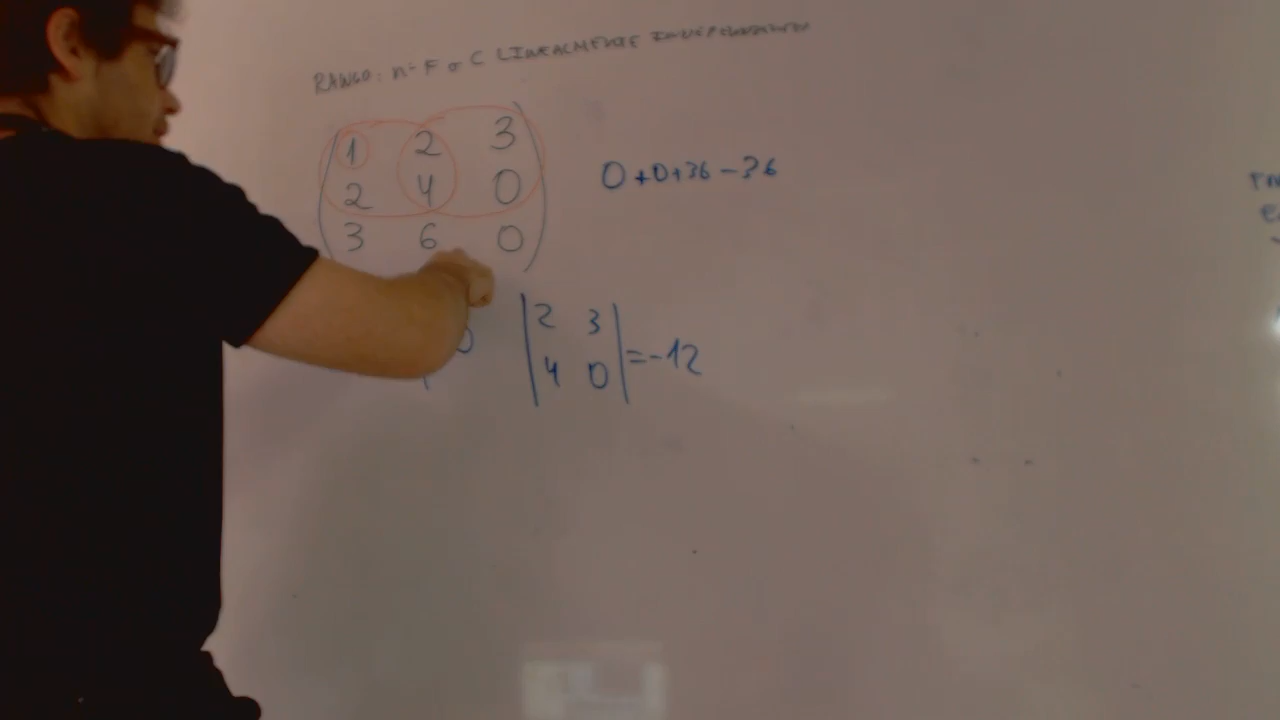 RANGO: nº F o C LINEALMENTE INDEPENDIENTES
1 2 3
2 4 0
3 6 0
0+0+36-36
2 3
4 0
=-12